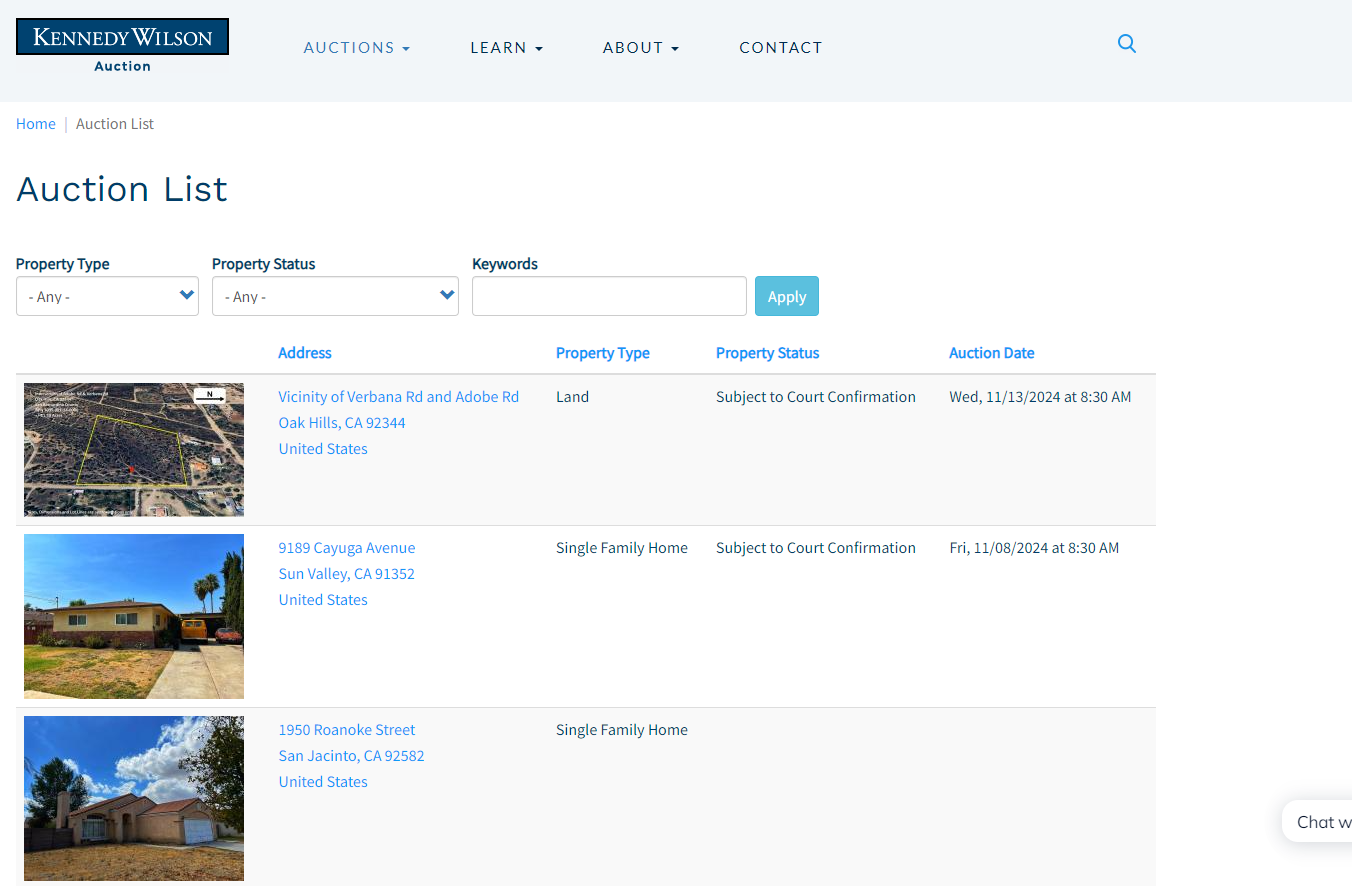 KENNEDY WILSON
Auction
AUCTIONS
LEARN
ABOUT
CONTACT
Home | Auction List
Auction List
Property Type
Property Status
Keywords
- Any -
- Any -
Apply
Address
Property Type
Property Status
Auction Date
N
Vicinity of Verbana Rd and Adobe Rd
Oak Hills, CA 92344
United States
Land
Subject to Court Confirmation
Wed, 11/13/2024 at 8:30 AM
9189 Cayuga Avenue
Sun Valley, CA 91352
United States
Single Family Home
Subject to Court Confirmation
Fri, 11/08/2024 at 8:30 AM
1950 Roanoke Street
San Jacinto, CA 92582
United States
Single Family Home
Chat w